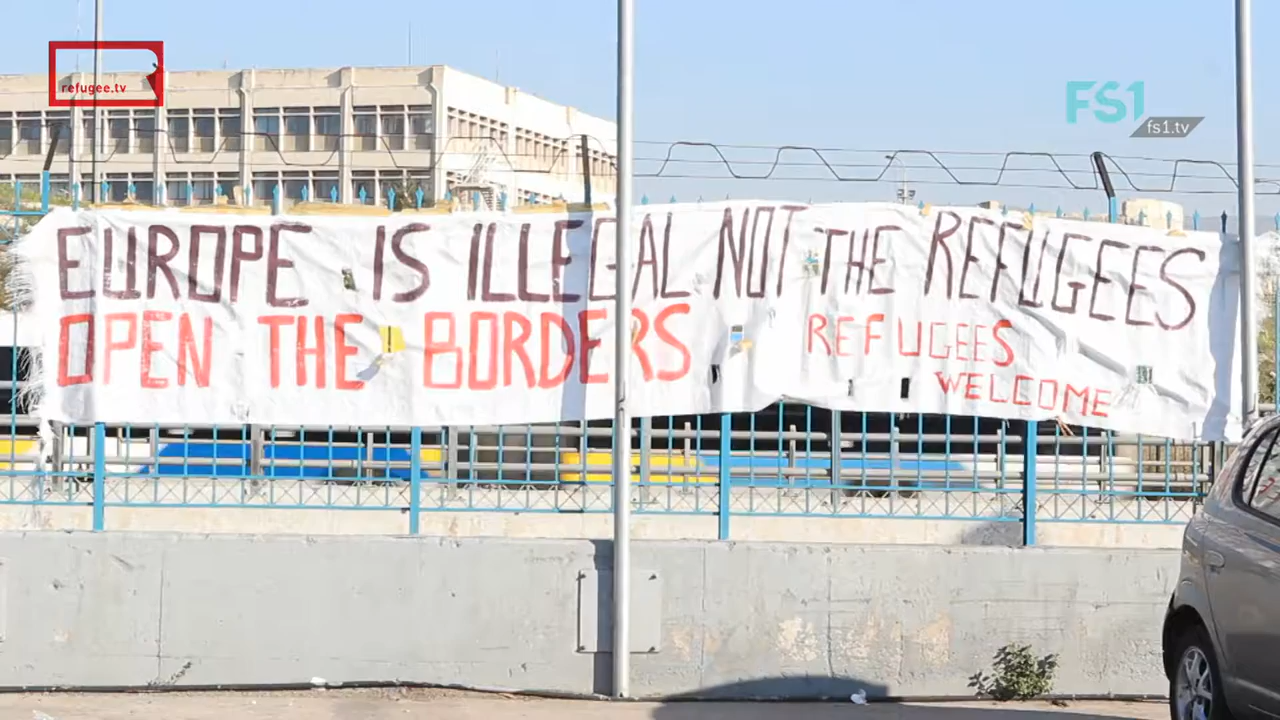 refugee.tv
FS1
fs1.tv
EUROPE IS ILLEGAL NOT THE REFUGEES
OPEN THE BORDERS
REFUGEES
WELCOME